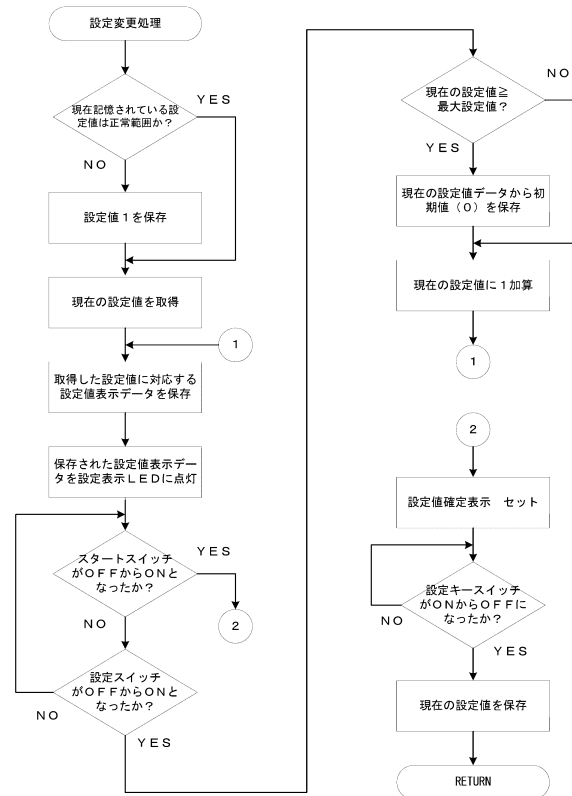 設定変更処理
現在記憶されている設
定値は正常範囲か？
ＹＥＳ
ＮＯ
設定値１を保存
現在の設定値を取得
１
取得した設定値に対応する
設定値表示データを保存
保存された設定値表示デー
タを設定表示ＬＥＤに点灯
スタートスイッチ
がＯＦＦからＯＮと
なったか？
ＹＥＳ
２
ＮＯ
設定スイッチ
がＯＦＦからＯＮと
なったか？
ＮＯ
ＹＥＳ
現在の設定値≧
最大設定値？
ＮＯ
ＹＥＳ
現在の設定値データから初
期値（０）を保存
現在の設定値に１加算
１
２
設定値確定表示　セット
設定キースイッチ
がＯＮからＯＦＦに
なったか？
ＮＯ
ＹＥＳ
現在の設定値を保存
RETURN